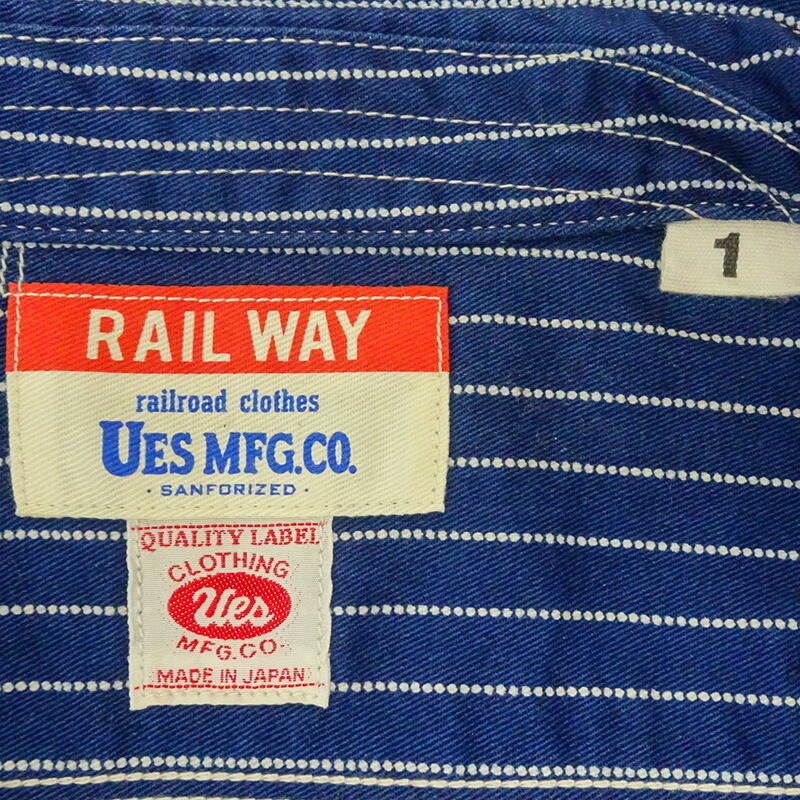 1
RAIL WAY
railroad clothes
UES MFG.CO.
· SANFORIZED ·
QUALITY LABEL
CLOTHING
Ues
MFG.CO.
MADE IN JAPAN